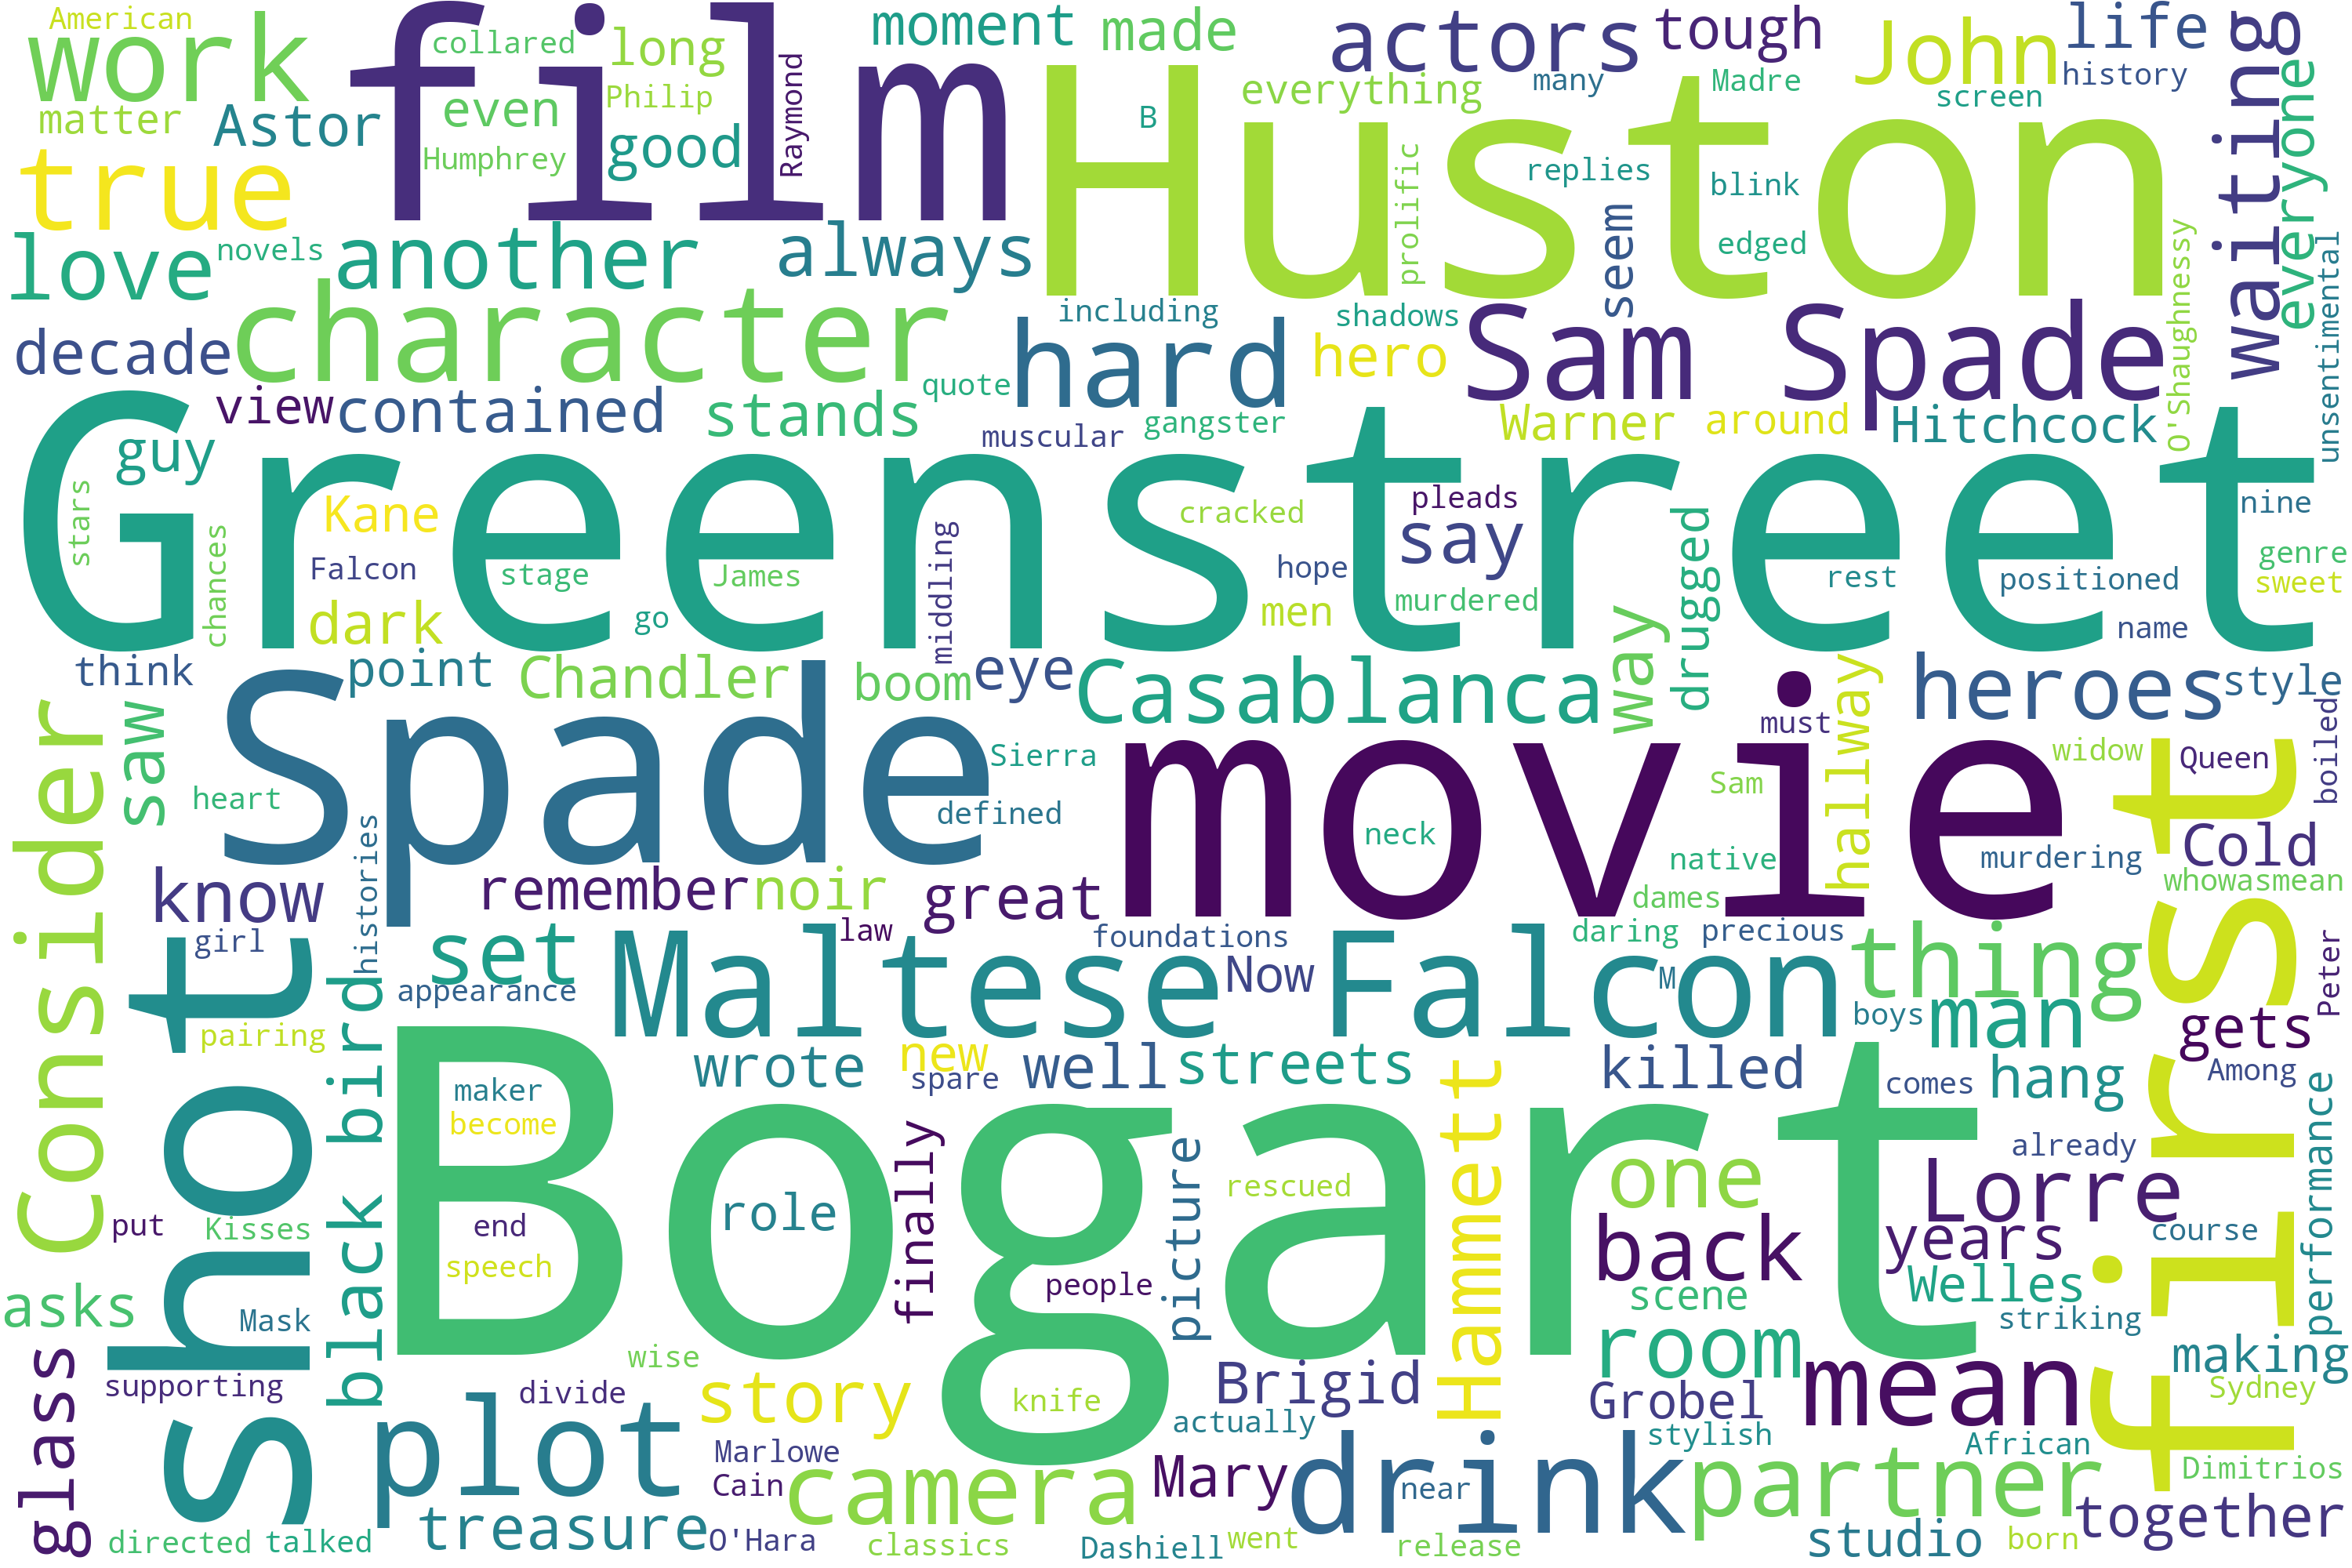 American
work
film
collared
long
moment
made
actors
tough
John
life
waiting
matter
Astor
even
Philip
Raymond
Huston
everything
many
Madre
history
screen
everyone
true
Humphrey
good
B
prolific
replies
blink
love
novels
another
always
seem
edged
O'Shaughnessy
unsentimental
decade
character
including
hard
shadows
hero
Sam Spade
view
contained
stands
quote
muscular
gangster
Warner
around
Hitchcock
guy
Greenstreet
stars
chances
Kane
Falcon
stage
James
middling
cracked
pleads
say
hope
drugged
nine
genre
sweet
dark
go
men
murdered
rest
positioned
name
think
point
Chandler
boom
eye
Casablanca
way
hallway
heroes
style
Consider
saw
Spade
Sierra
movie
must
widow
Queen
boiled
heart
histories
defined
neck
Sam
native
murdering
Cold
first
know
remember
noir
great
dames
whowasmean
girl
law
foundations
daring
precious
thing
shot
black bird
set
appearance
Maltese Falcon
Now
M
boys
man
Peter
pairing
Bogart
maker
become
wrote
new
spare
well
streets
Hammett
killed
comes
hang
gets
Among
put
Kisses
end
speech
role
finally
people
picture
rescued
one
already
Lorre
back
years
course
performance
asks
Mask
scene
Welles
striking
glass
supporting
wise
divide
story
knife
Brigid
actually
room
Grobel
mean
making
Sydney
plot
Marlowe
Cain
camera
Mary
drink
near
stylish
partner
African
Dimitrios
directed
talked
treasure
O'Hara
classics
Dashiell
went
release
studio
born
together